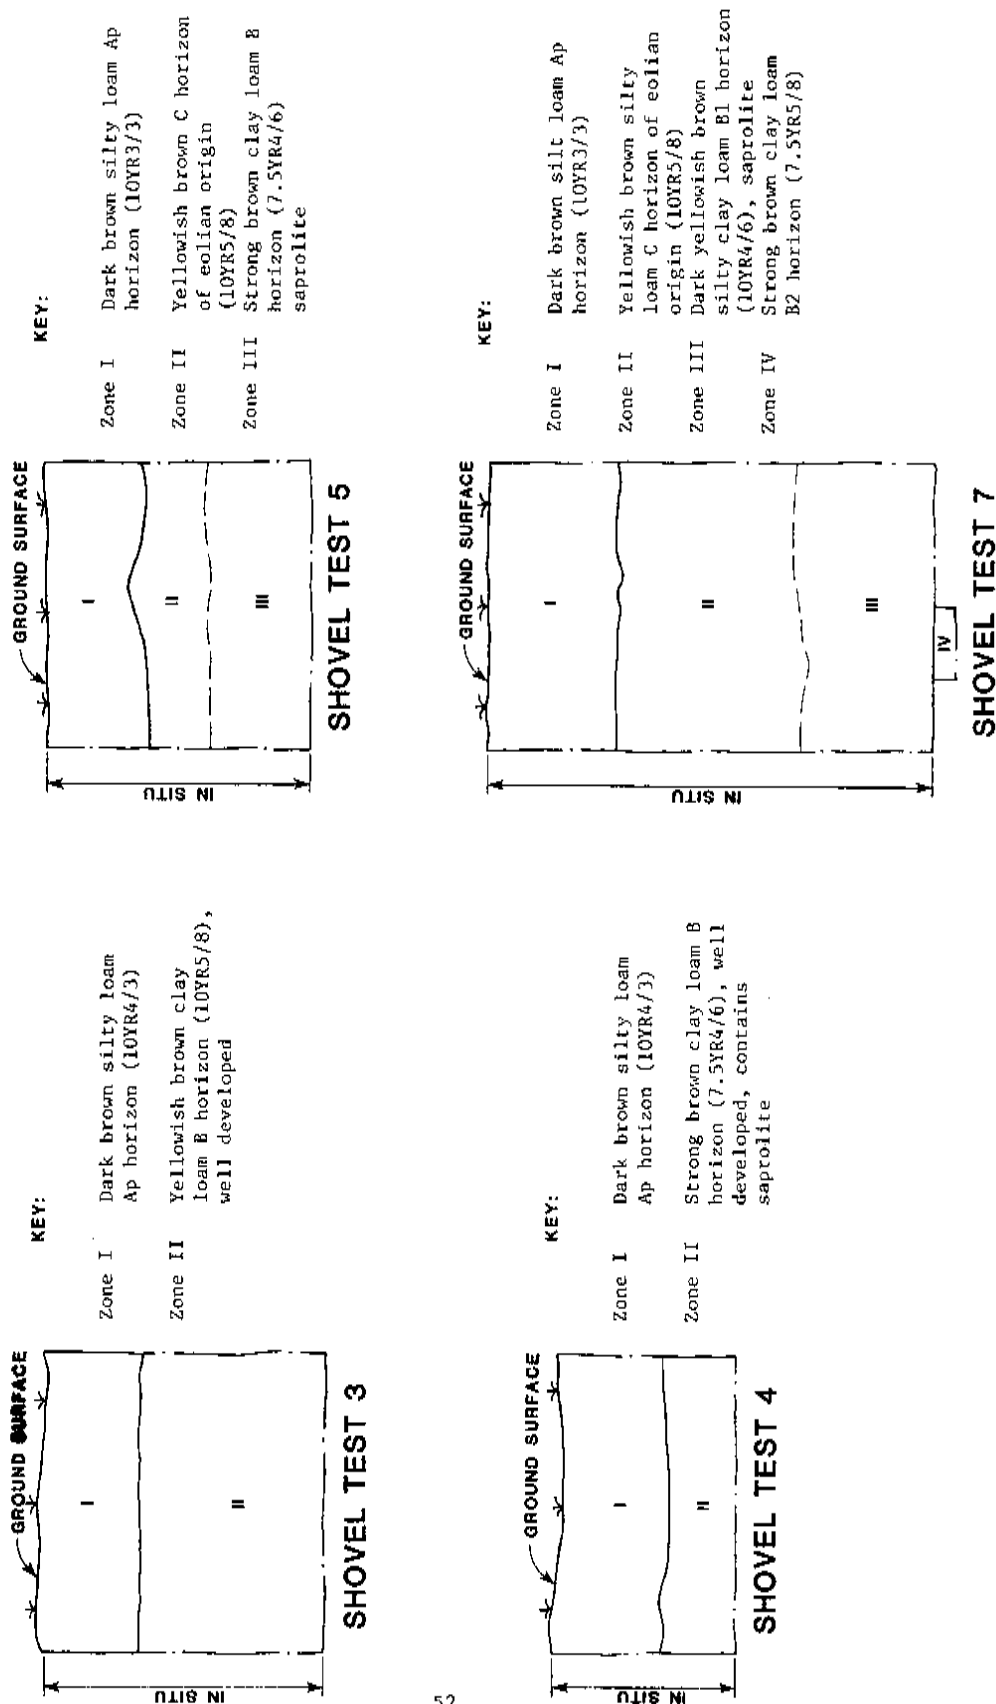 GROUND SURFACE
I
II
IN SITU
SHOVEL TEST 3
KEY:
Zone I Dark brown silty loam
Ap horizon (10YR4/3)
Zone II Yellowish brown clay
loam B horizon (10YR5/8),
well developed
GROUND SURFACE
I
II
III
IN SITU
SHOVEL TEST 5
KEY:
Zone I Dark brown silty loam Ap
horizon (10YR3/3)
Zone II Yellowish brown C horizon
of eolian origin
(10YR5/8)
Zone III Strong brown clay loam B
horizon (7.5YR4/6)
saprolite
GROUND SURFACE
I
II
IN SITU
SHOVEL TEST 4
KEY:
Zone I Dark brown silty loam
Ap horizon (10YR4/3)
Zone II Strong brown clay loam B
horizon (7.5YR4/6), well
developed, contains
saprolite
GROUND SURFACE
I
II
III
IV
IN SITU
SHOVEL TEST 7
KEY:
Zone I Dark brown silt loam Ap
horizon (10YR3/3)
Zone II Yellowish brown silty
loam C horizon of eolian
origin (10YR5/8)
Zone III Dark yellowish brown
silty clay loam B1 horizon
(10YR4/6), saprolite
Zone IV Strong brown clay loam
B2 horizon (7.5YR5/8)
52